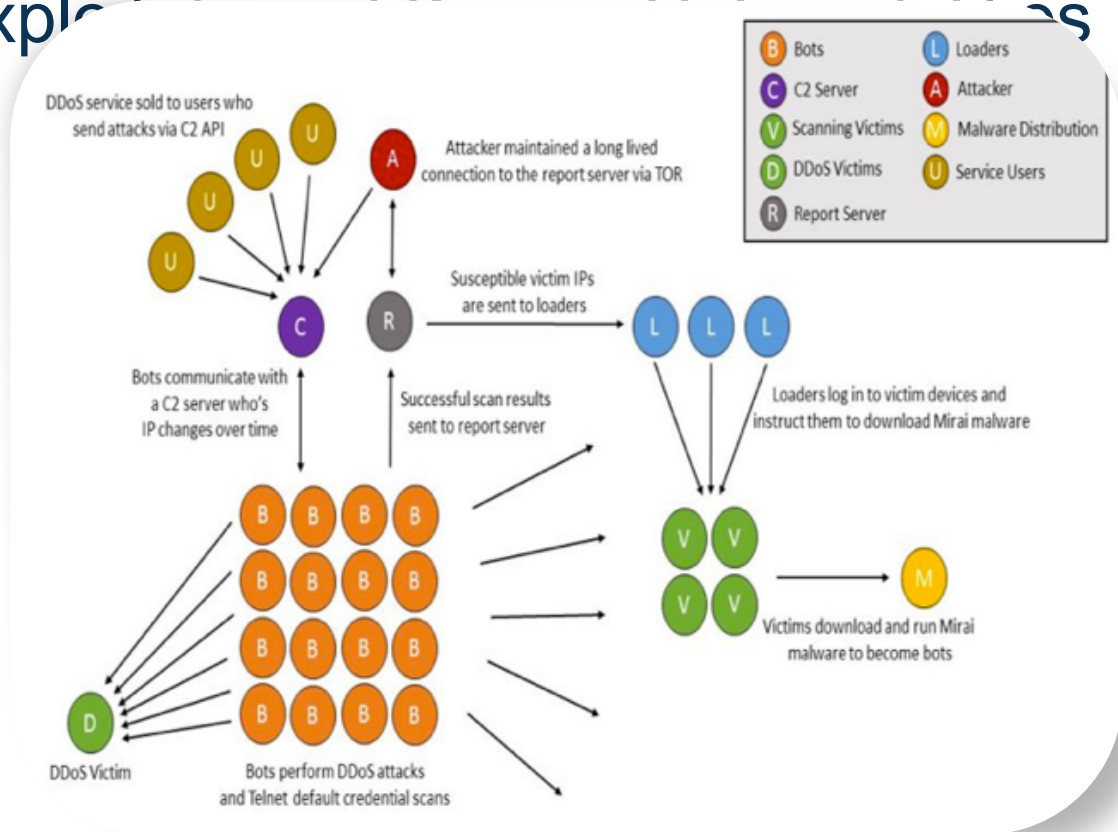 DDoS service sold to users who
send attacks via C2 API
U
U
U
U
A
Attacker maintained a long lived
connection to the report server via TOR
B Bots
L Loaders
C C2 Server
A Attacker
V Scanning Victims
M Malware Distribution
D DDoS Victims
U Service Users
R Report Server
Susceptible victim IPs
are sent to loaders
C
R
L L L
Bots communicate with
a C2 server who's
IP changes over time
Successful scan results
sent to report server
Loaders log in to victim devices and
instruct them to download Mirai malware
B B B B
B B B B
B B B B
B B B B
V V
V V
M
Victims download and run Mirai
malware to become bots
D
DDoS Victim
Bots perform DDoS attacks
and Telnet default credential scans